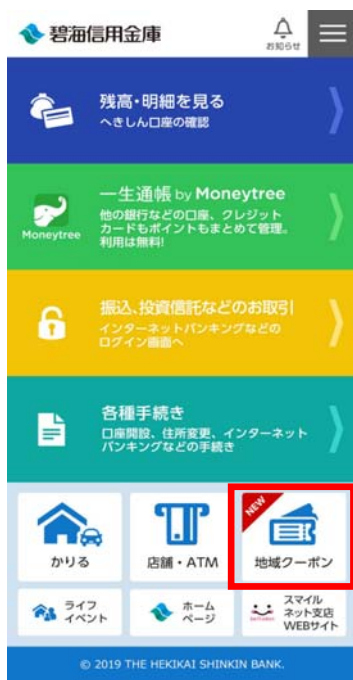 碧海信用金庫
お知らせ
残高・明細を見る
へきしん口座の確認
一生通帳 by Moneytree
他の銀行などの口座、クレジット
カードもポイントもまとめて管理。
利用は無料!
Moneytree
振込、投資信託などのお取引
インターネットバンキングなどの
ログイン画面へ
各種手続き
口座開設、住所変更、インターネット
バンキングなどの手続き
NEW
かりる
店舗・ATM
地域クーポン
ライフ
イベント
ホーム
ページ
スマイル
ネット支店
WEBサイト
© 2019 THE HEKIKAI SHINKIN BANK.